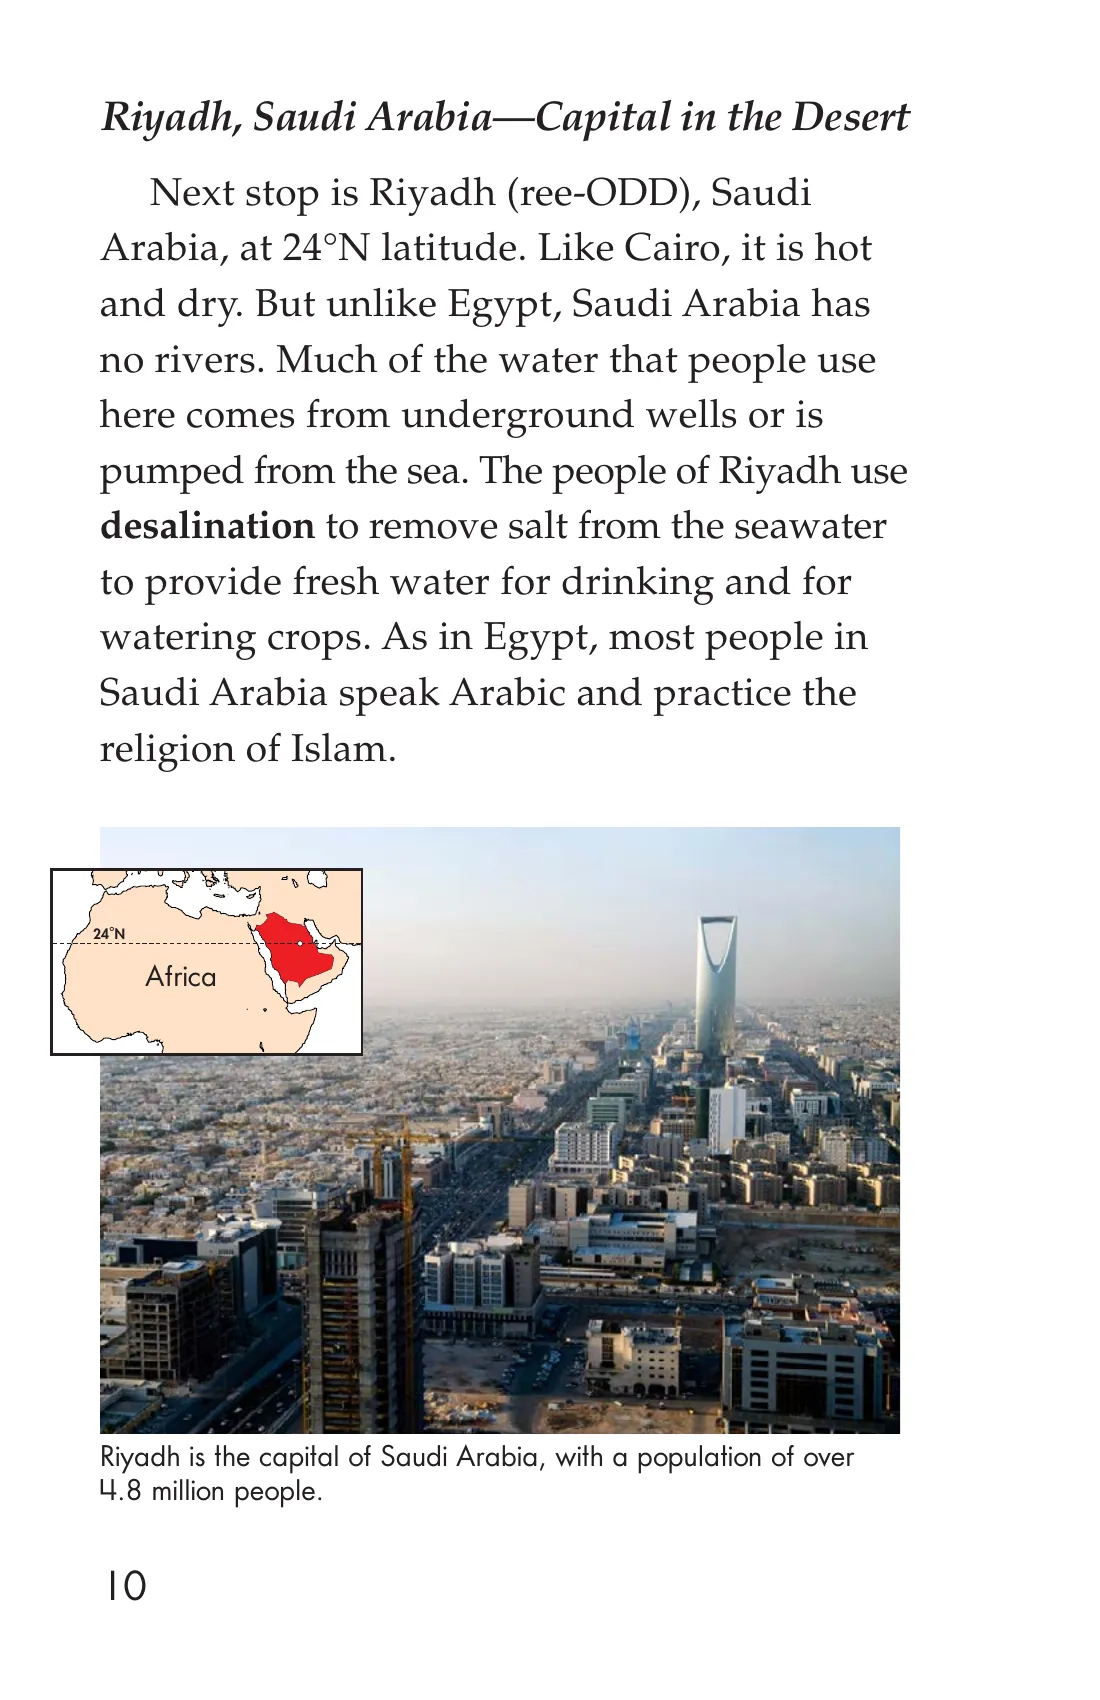 Riyadh, Saudi Arabia—Capital in the Desert
Next stop is Riyadh (ree-ODD), Saudi
Arabia, at 24°N latitude. Like Cairo, it is hot
and dry. But unlike Egypt, Saudi Arabia has
no rivers. Much of the water that people use
here comes from underground wells or is
pumped from the sea. The people of Riyadh use
desalination to remove salt from the seawater
to provide fresh water for drinking and for
watering crops. As in Egypt, most people in
Saudi Arabia speak Arabic and practice the
religion of Islam.
24°N
Africa
Riyadh is the capital of Saudi Arabia, with a population of over
4.8 million people.
10